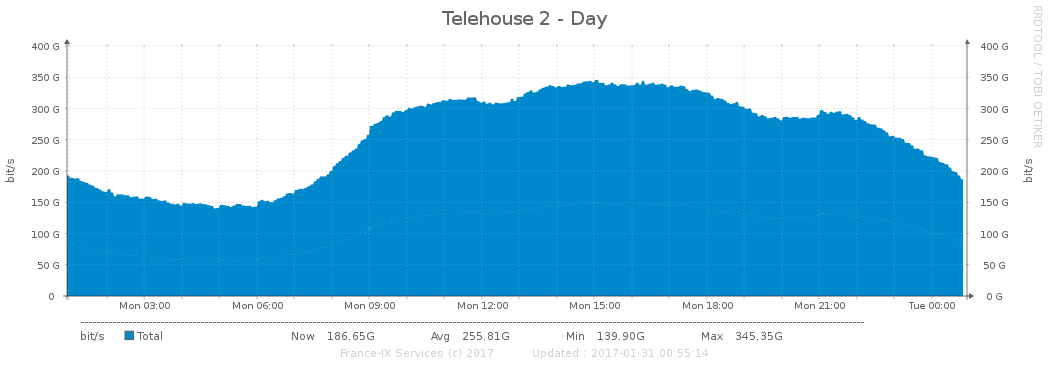 Telehouse 2 - Day
RRDTOOL / TOBI OETIKER
400 G 400 G
350 G 350 G
300 G 300 G
250 G 250 G
200 G 200 G
150 G 150 G
100 G 100 G
50 G 50 G
0 0 G
bit/s bit/s
Mon 03:00 Mon 06:00 Mon 09:00 Mon 12:00 Mon 15:00 Mon 18:00 Mon 21:00 Tue 00:00
bit/s Total Now 186.65G Avg 255.81G Min 139.90G Max 345.35G
France-IX Services (c) 2017 Updated : 2017-01-31 00:55:14